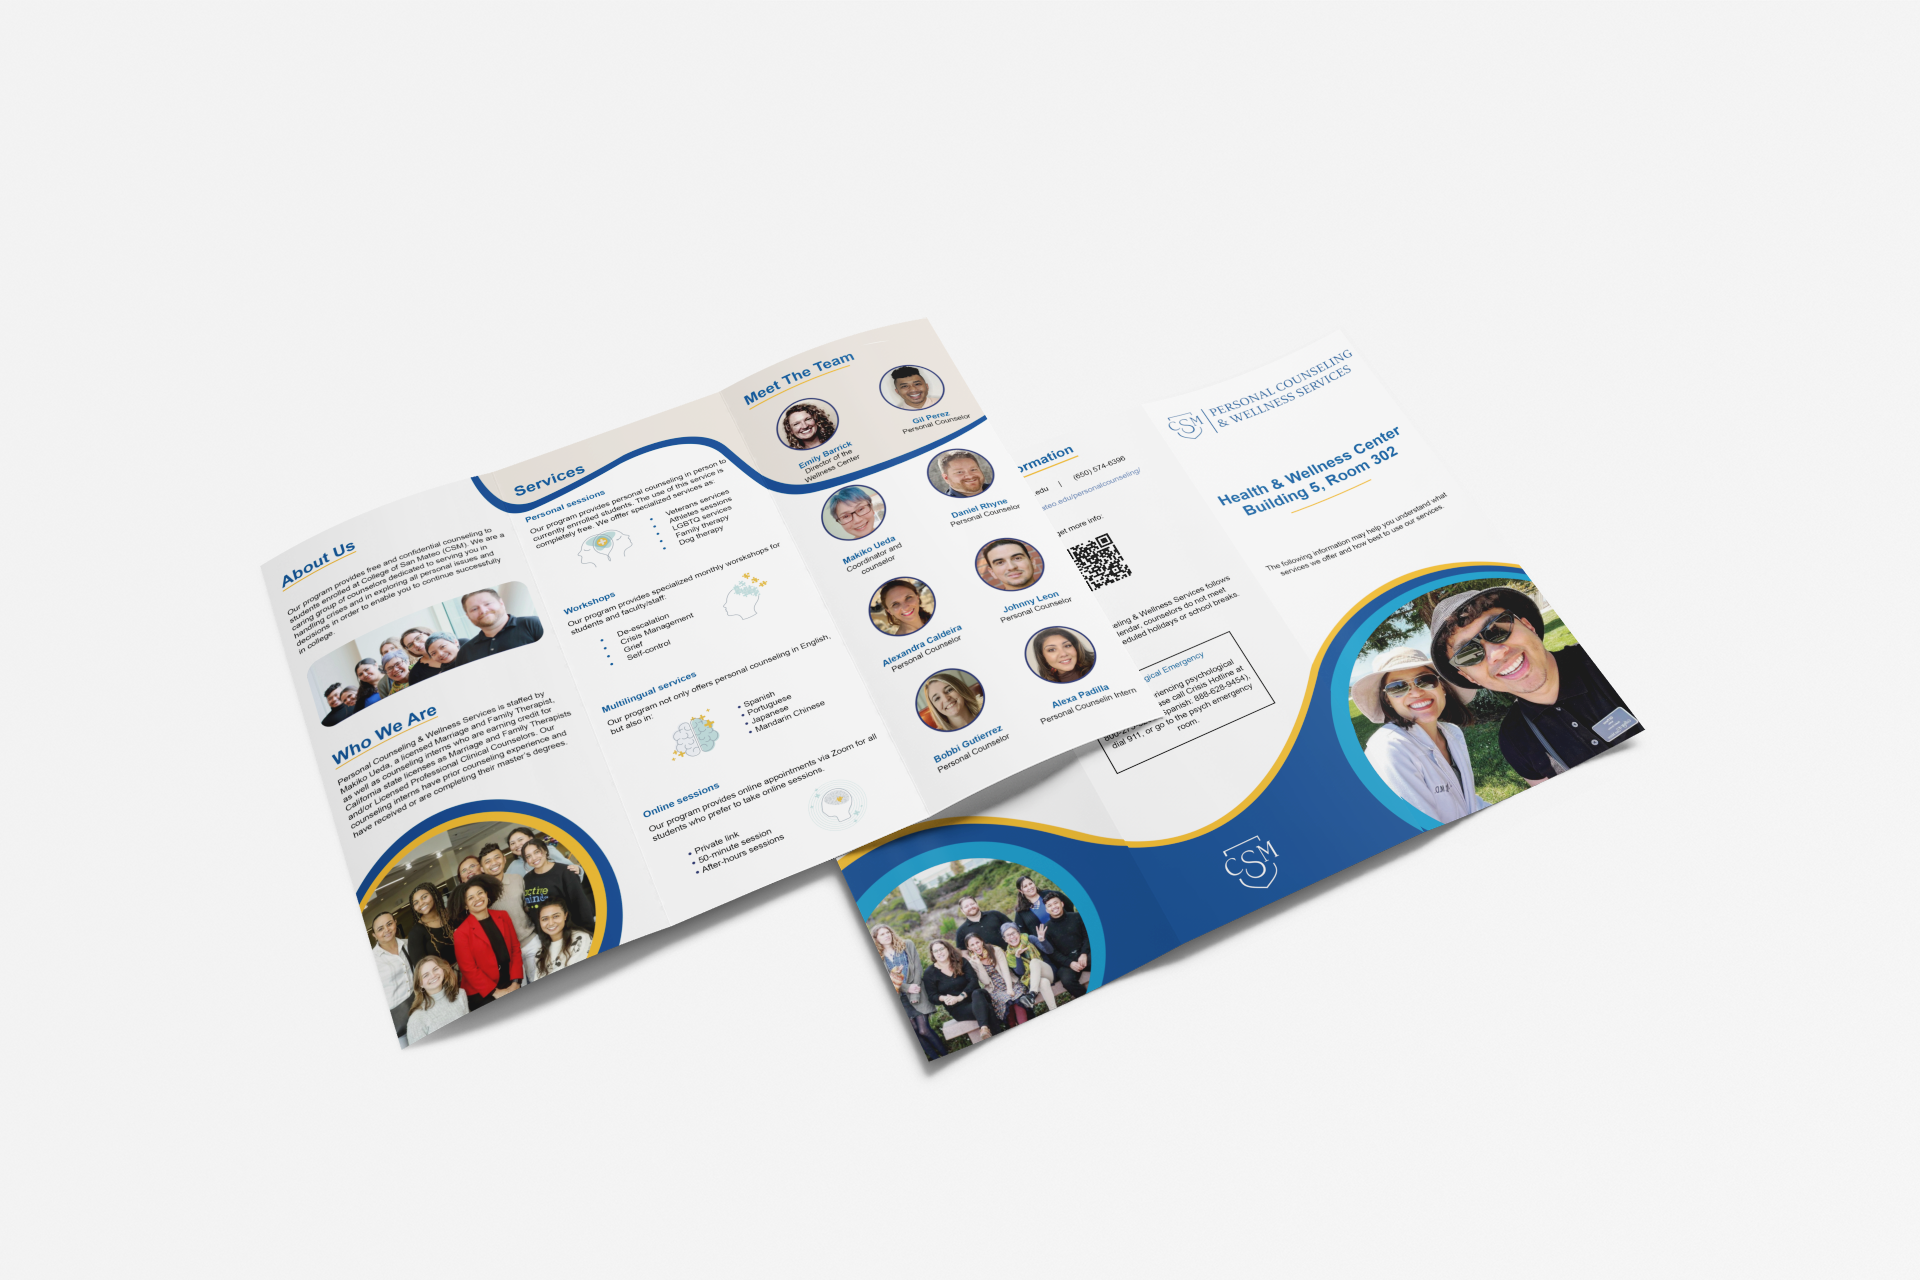 About Us
Our program provides free and confidential counseling to
students enrolled at College of San Mateo (CSM). We are a
caring group of counselors dedicated to serving you in
handling crises and in exploring all personal issues and
decisions in order to enable you to continue successfully
in college.
Who We Are
Personal Counseling & Wellness Services is staffed by
Makiko Ueda, a licensed Marriage and Family Therapist,
as well as counseling interns who are earning credit for
California state licenses as Marriage and Family Therapists
and/or Licensed Professional Clinical Counselors. Our
counseling interns have prior counseling experience and
have received or are completing their master's degrees.
Services
Personal sessions
Our program provides personal counseling in person to
currently enrolled students. The use of this service is
completely free. We offfer specialized services as:
Veterans services
Athletes sessions
LGBTQ services
Family therapy
Dog therapy
Workshops
Our program provides specialized monthly workskhops for
students and faculty/staff:
De-escalation
Crisis Management
Grief
Self-control
Multilingual services
Our program not only offers personal counseling in English,
but also in:
• Spanish
• Portuguese
• Japanese
• Mandarin Chinese
Online sessions
Our program provides online appointments via Zoom for all
students who prefer to take online sessions.
• Private link
• 50-minute session
• After-hours sessions
Meet The Team
Emily Barrick
Director of the
Wellness Center
Gil Perez
Personal Counselor
Makiko Ueda
Coordinator and
counselor
Daniel Rhyne
Personal Counselor
Alexandra Caldeira
Personal Counselor
Johnny Leon
Personal Counselor
Bobbi Gutierrez
Personal Counselor
Alexa Padilla
Personal Counselin Intern
ormation
.edu | (650) 574-6396
ateo.edu/personalcounseling/
get more info:
eling & Wellness Services follows
lendar, counselors do not meet
eduled holidays or school breaks.
gical Emergency
riencing psychological
se call Crisis Hotline at
Spanish: 888-628-9454),
dial 911, or go to the psych emergency
room.
CSM
PERSONAL COUNSELING
& WELLNESS SERVICES
Health & Wellness Center
Building 5, Room 302
The following information may help you understand what
services we offer and how best to use our services.
CSM